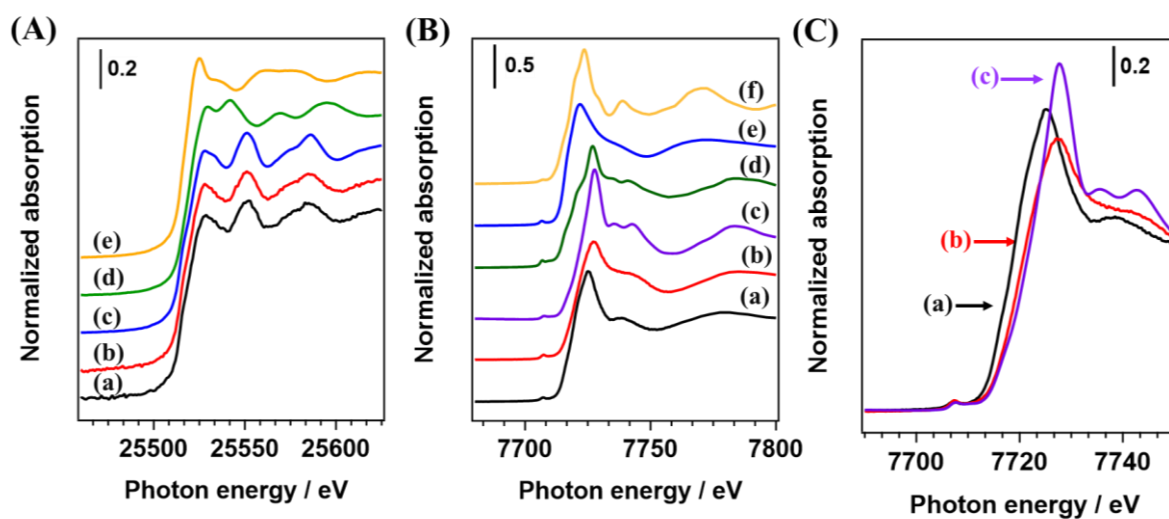 (A)
0.2
(e)
(d)
(c)
(b)
(a)
25500
25550
25600
Photon energy / eV
Normalized absorption
(B)
0.5
(f)
(e)
(d)
(c)
(b)
(a)
7700
7750
7800
Photon energy / eV
Normalized absorption
(C)
0.2
(c)
(b)
(a)
7700
7720
7740
Photon energy / eV
Normalized absorption